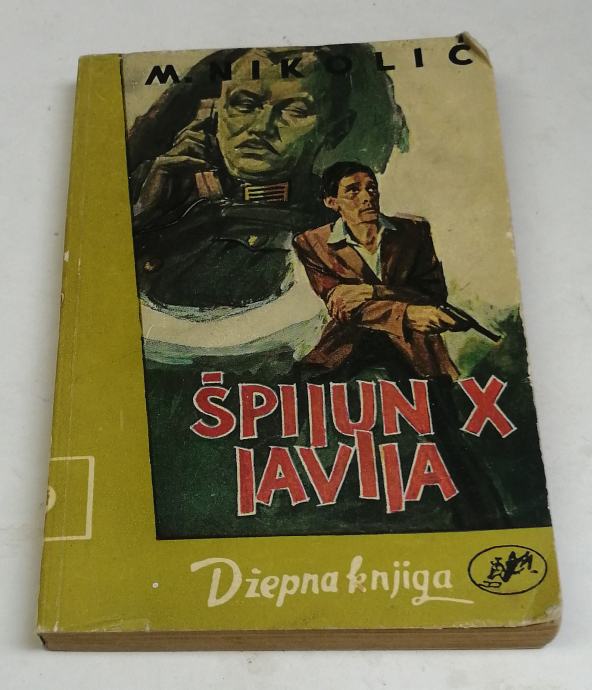 M. NIKOLIĆ
ŠPIJUN X
JAVLJA
Džepna knjiga